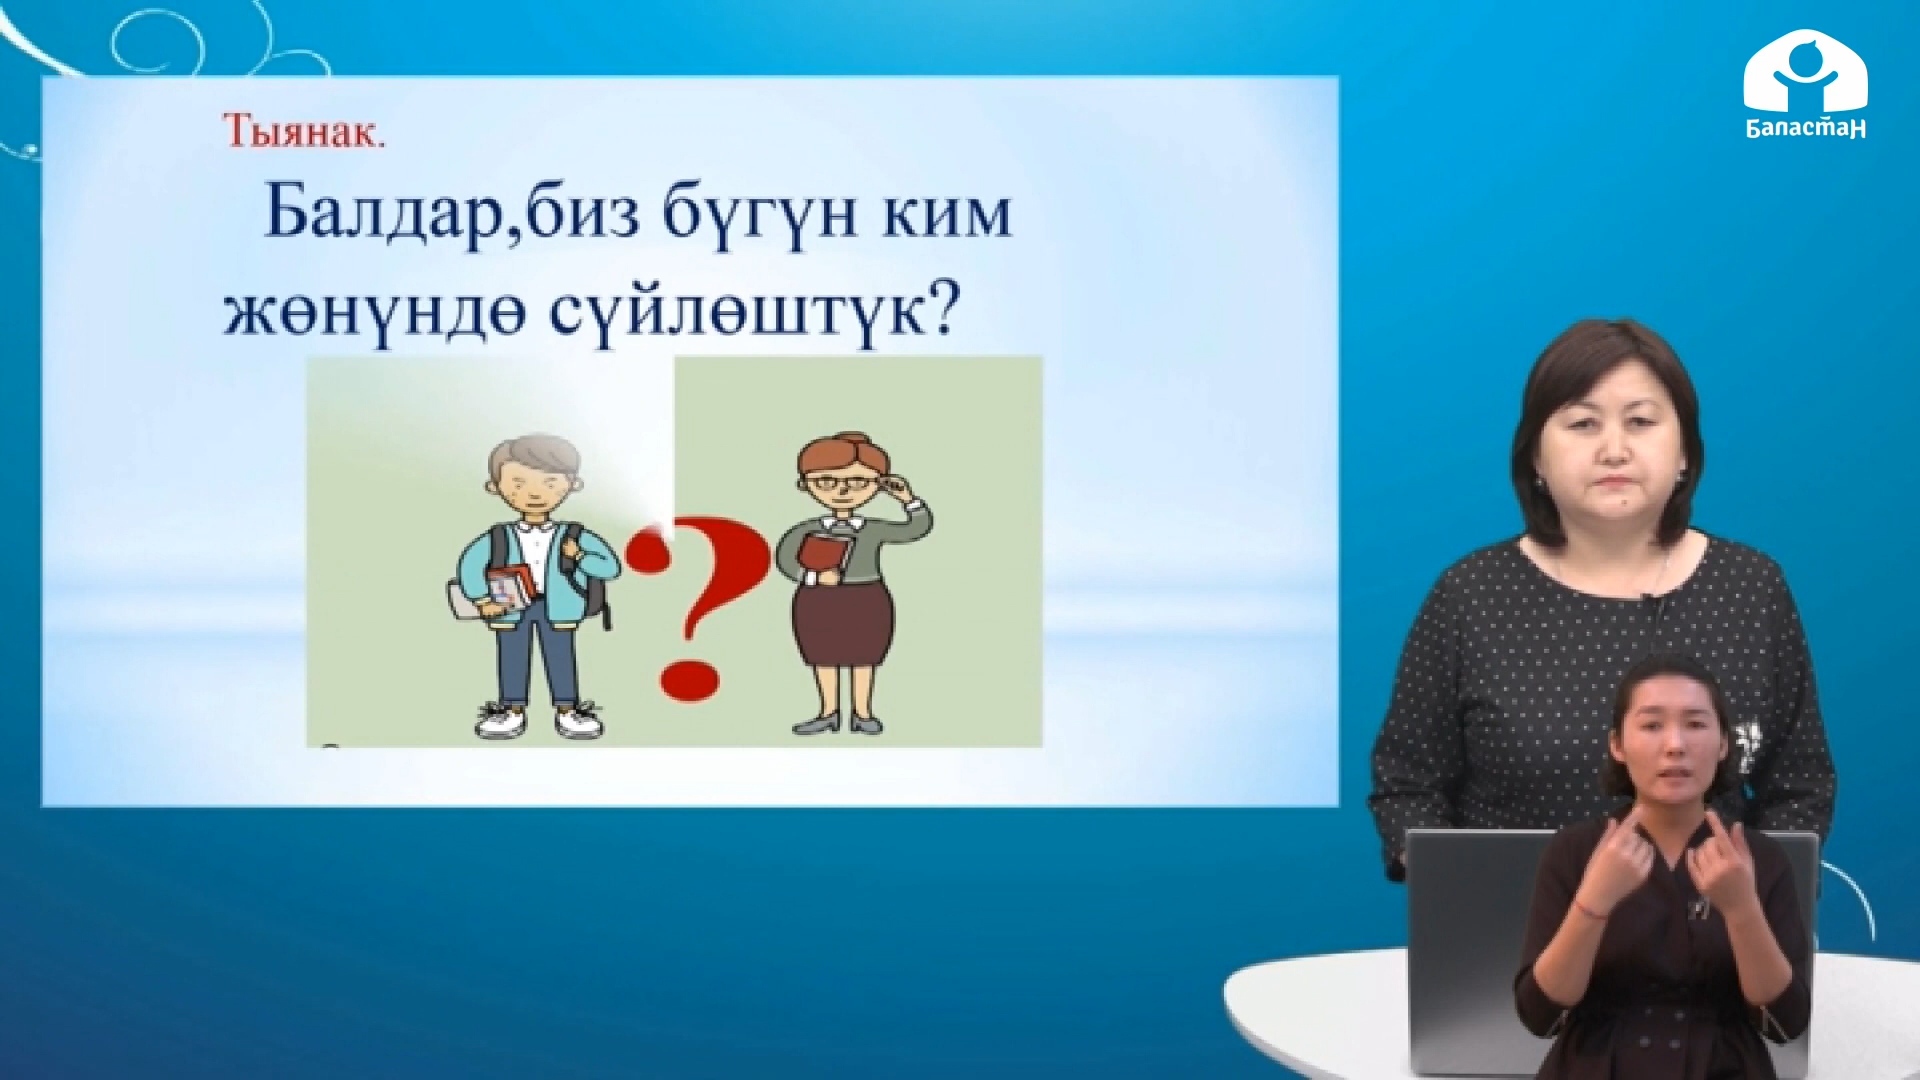 Тыянак.
Балдар,биз бүгүн ким
жөнүндө сүйлөштүк?
Баластан